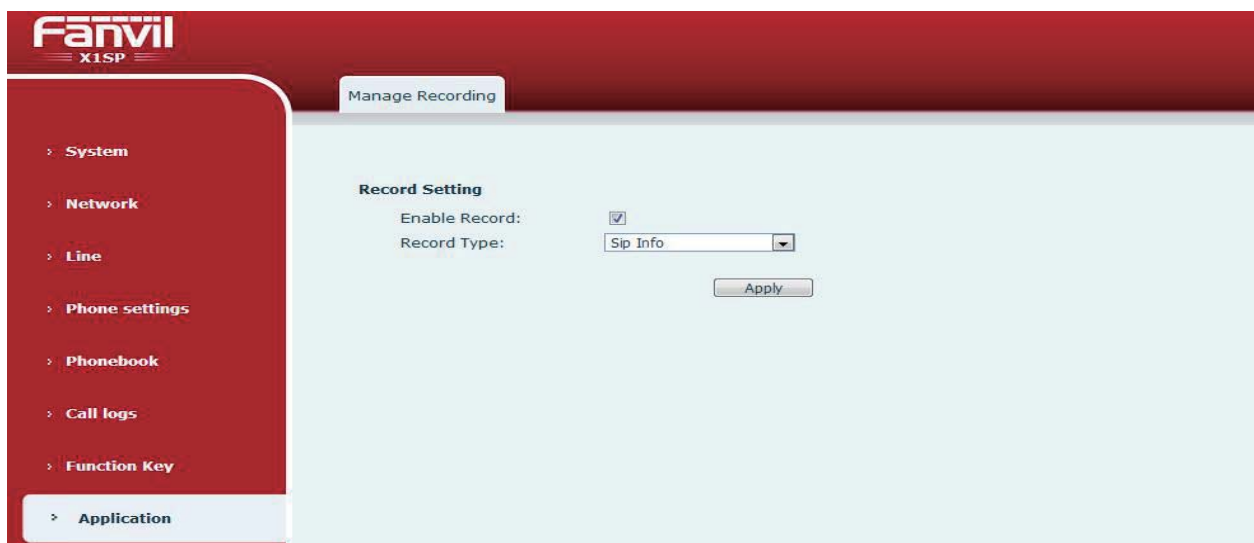 Fanvil
X1SP
Manage Recording
› System
› Network
› Line
› Phone settings
› Phonebook
› Call logs
› Function Key
› Application
Record Setting
Enable Record:
Record Type: Sip Info
Apply